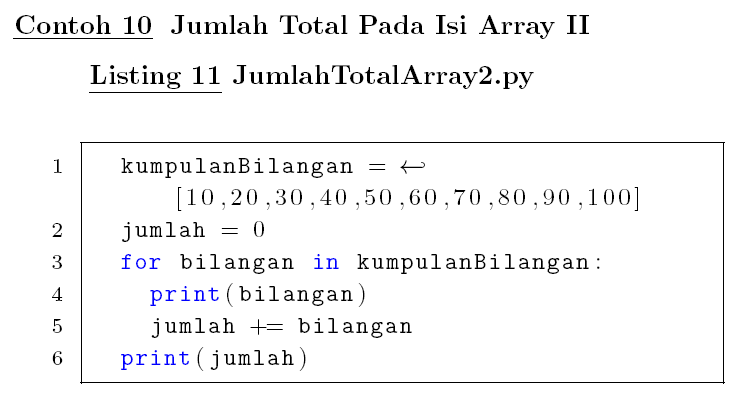 Contoh 10 Jumlah Total Pada Isi Array II
Listing 11 JumlahTotalArray2.py
1 kumpulanBilangan = ↩
[10,20,30,40,50,60,70,80,90,100]
2 jumlah = 0
3 for bilangan in kumpulanBilangan:
4 print(bilangan)
5 jumlah += bilangan
6 print(jumlah)